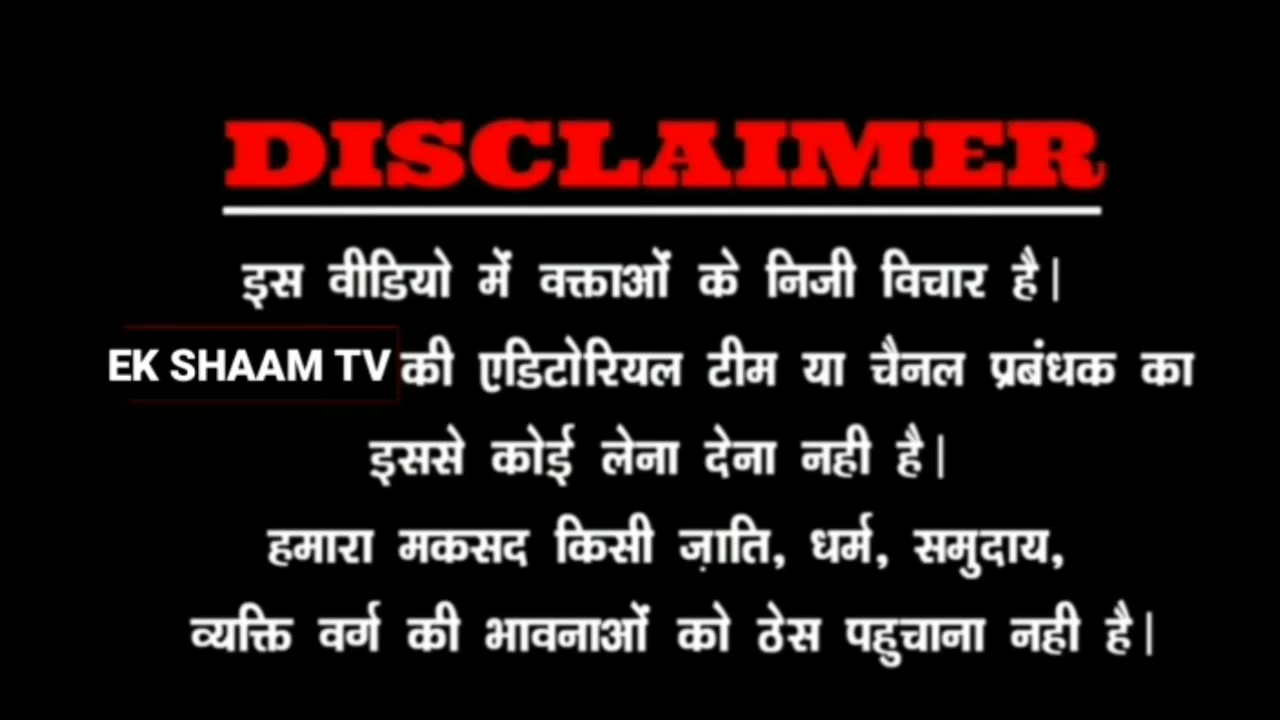 DISCLAIMER
इस वीडियो में वक्ताओं के निजी विचार है|
EK SHAAM TV की एडिटोरियल टीम या चैनल प्रबंधक का
इससे कोई लेना देना नही है|
हमारा मकसद किसी ज़ाति, धर्म, समुदाय,
व्यक्ति वर्ग की भावनाओं को ठेस पहुचाना नही है|